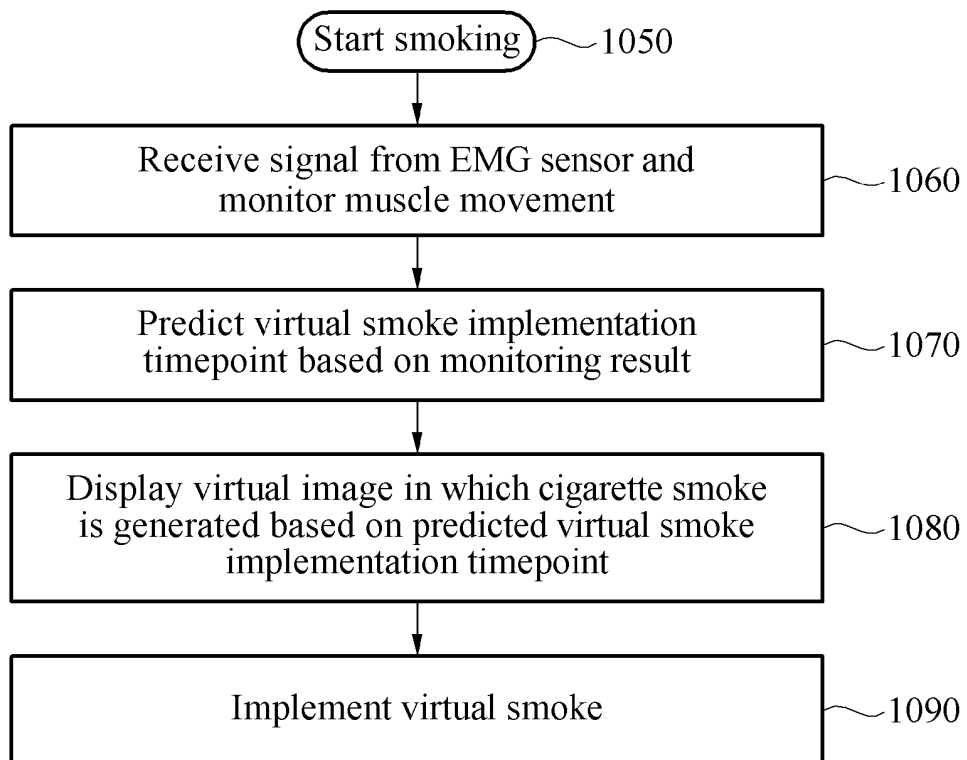 Start smoking
1050
Receive signal from EMG sensor and
monitor muscle movement
1060
Predict virtual smoke implementation
timepoint based on monitoring result
1070
Display virtual image in which cigarette smoke
is generated based on predicted virtual smoke
implementation timepoint
1080
Implement virtual smoke
1090